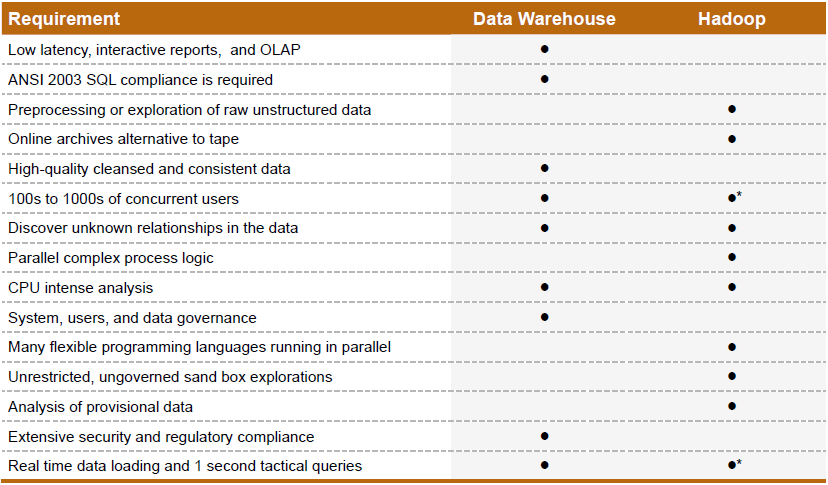 Requirement Data Warehouse Hadoop
Low latency, interactive reports, and OLAP ●
ANSI 2003 SQL compliance is required ●
Preprocessing or exploration of raw unstructured data ●
Online archives alternative to tape ●
High-quality cleansed and consistent data ●
100s to 1000s of concurrent users ● ●*
Discover unknown relationships in the data ● ●
Parallel complex process logic ●
CPU intense analysis ● ●
System, users, and data governance ●
Many flexible programming languages running in parallel ●
Unrestricted, ungoverned sand box explorations ●
Analysis of provisional data ●
Extensive security and regulatory compliance ●
Real time data loading and 1 second tactical queries ● ●*